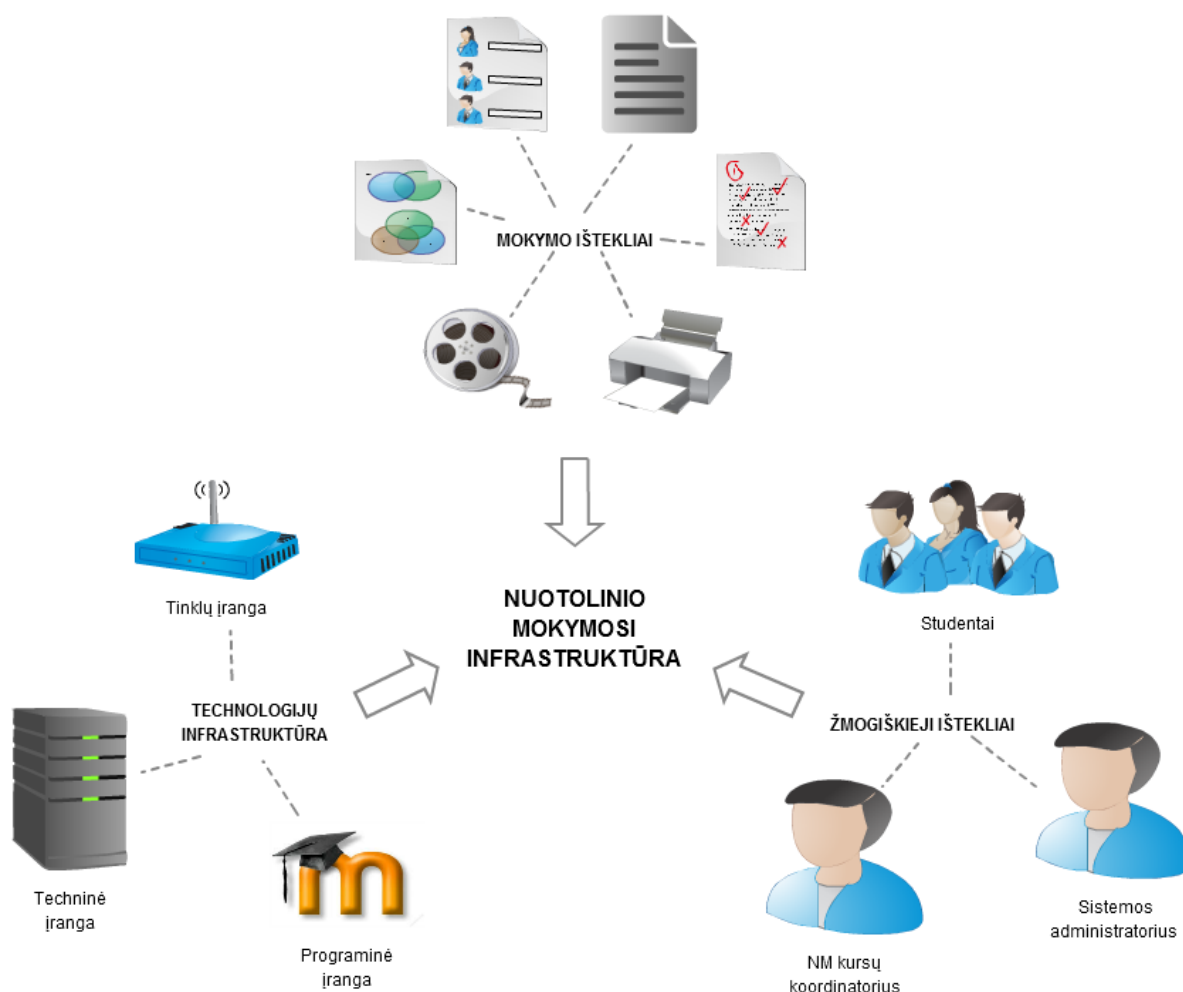 MOKYMO IŠTEKLIAI
Tinklų įranga
NUOTOLINIO
MOKYMOSI
INFRASTRUKTŪRA
Studentai
TECHNOLOGIJŲ
INFRASTRUKTŪRA
ŽMOGIŠKIEJI IŠTEKLIAI
Techninė
įranga
m
Programinė
įranga
NM kursų
koordinatorius
Sistemos
administratorius